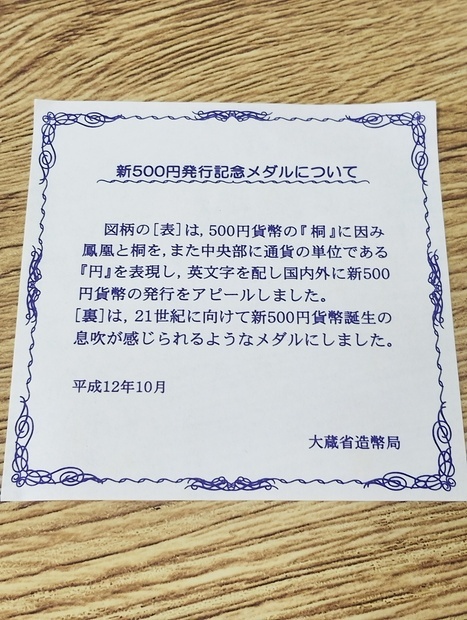 新500円発行記念メダルについて
図柄の[表]は，500円貨幣の『桐』に因み
鳳凰と桐を，また中央部に通貨の単位である
『円』を表現し，英文字を配し国内外に新500
円貨幣の発行をアピールしました。
[裏]は，21世紀に向けて新500円貨幣誕生の
息吹が感じられるようなメダルにしました。
平成12年10月
大蔵省造幣局